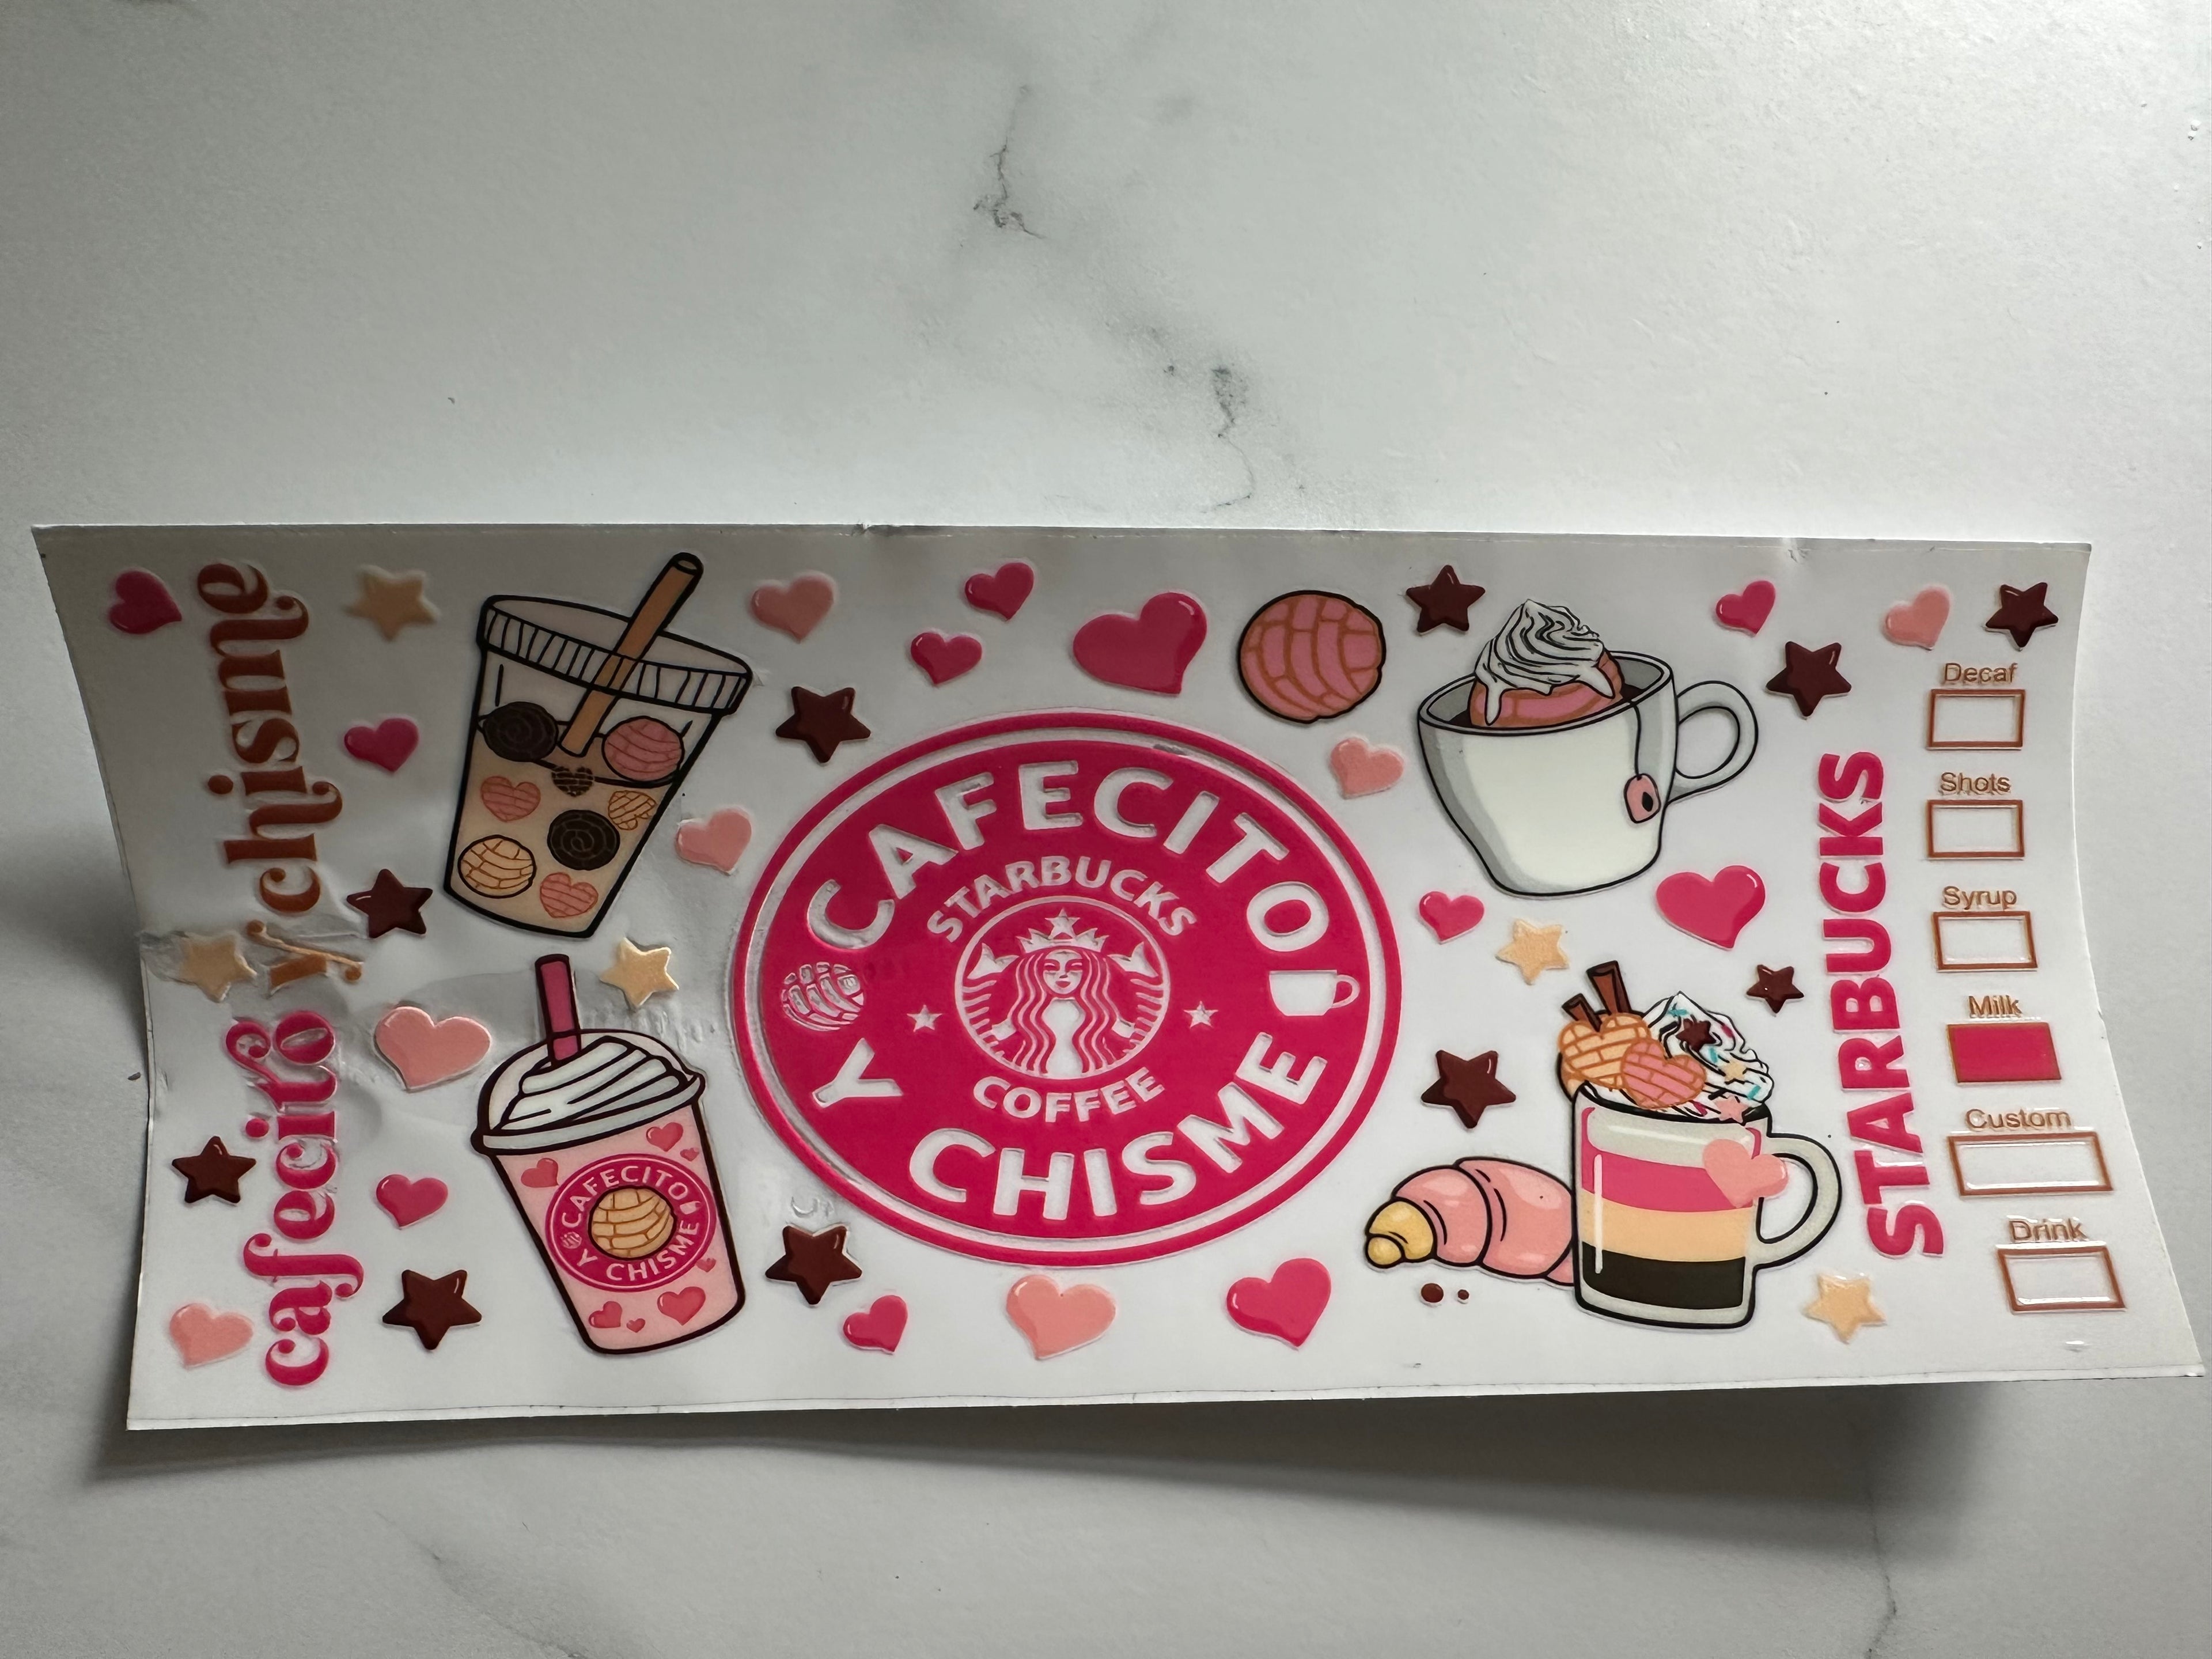 cafecito y chisme
CAFECITO
Y CHISME
CAFECITO
STARBUCKS
COFFEE
Y CHISME
STARBUCKS
Decaf
Shots
Syrup
Milk
Custom
Drink